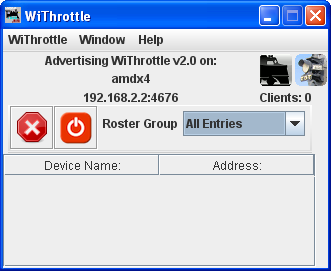 WiThrottle
WiThrottle Window Help
Advertising WiThrottle v2.0 on:
amdx4
192.168.2.2:4676 Clients: 0
Roster Group All Entries
Device Name: Address: